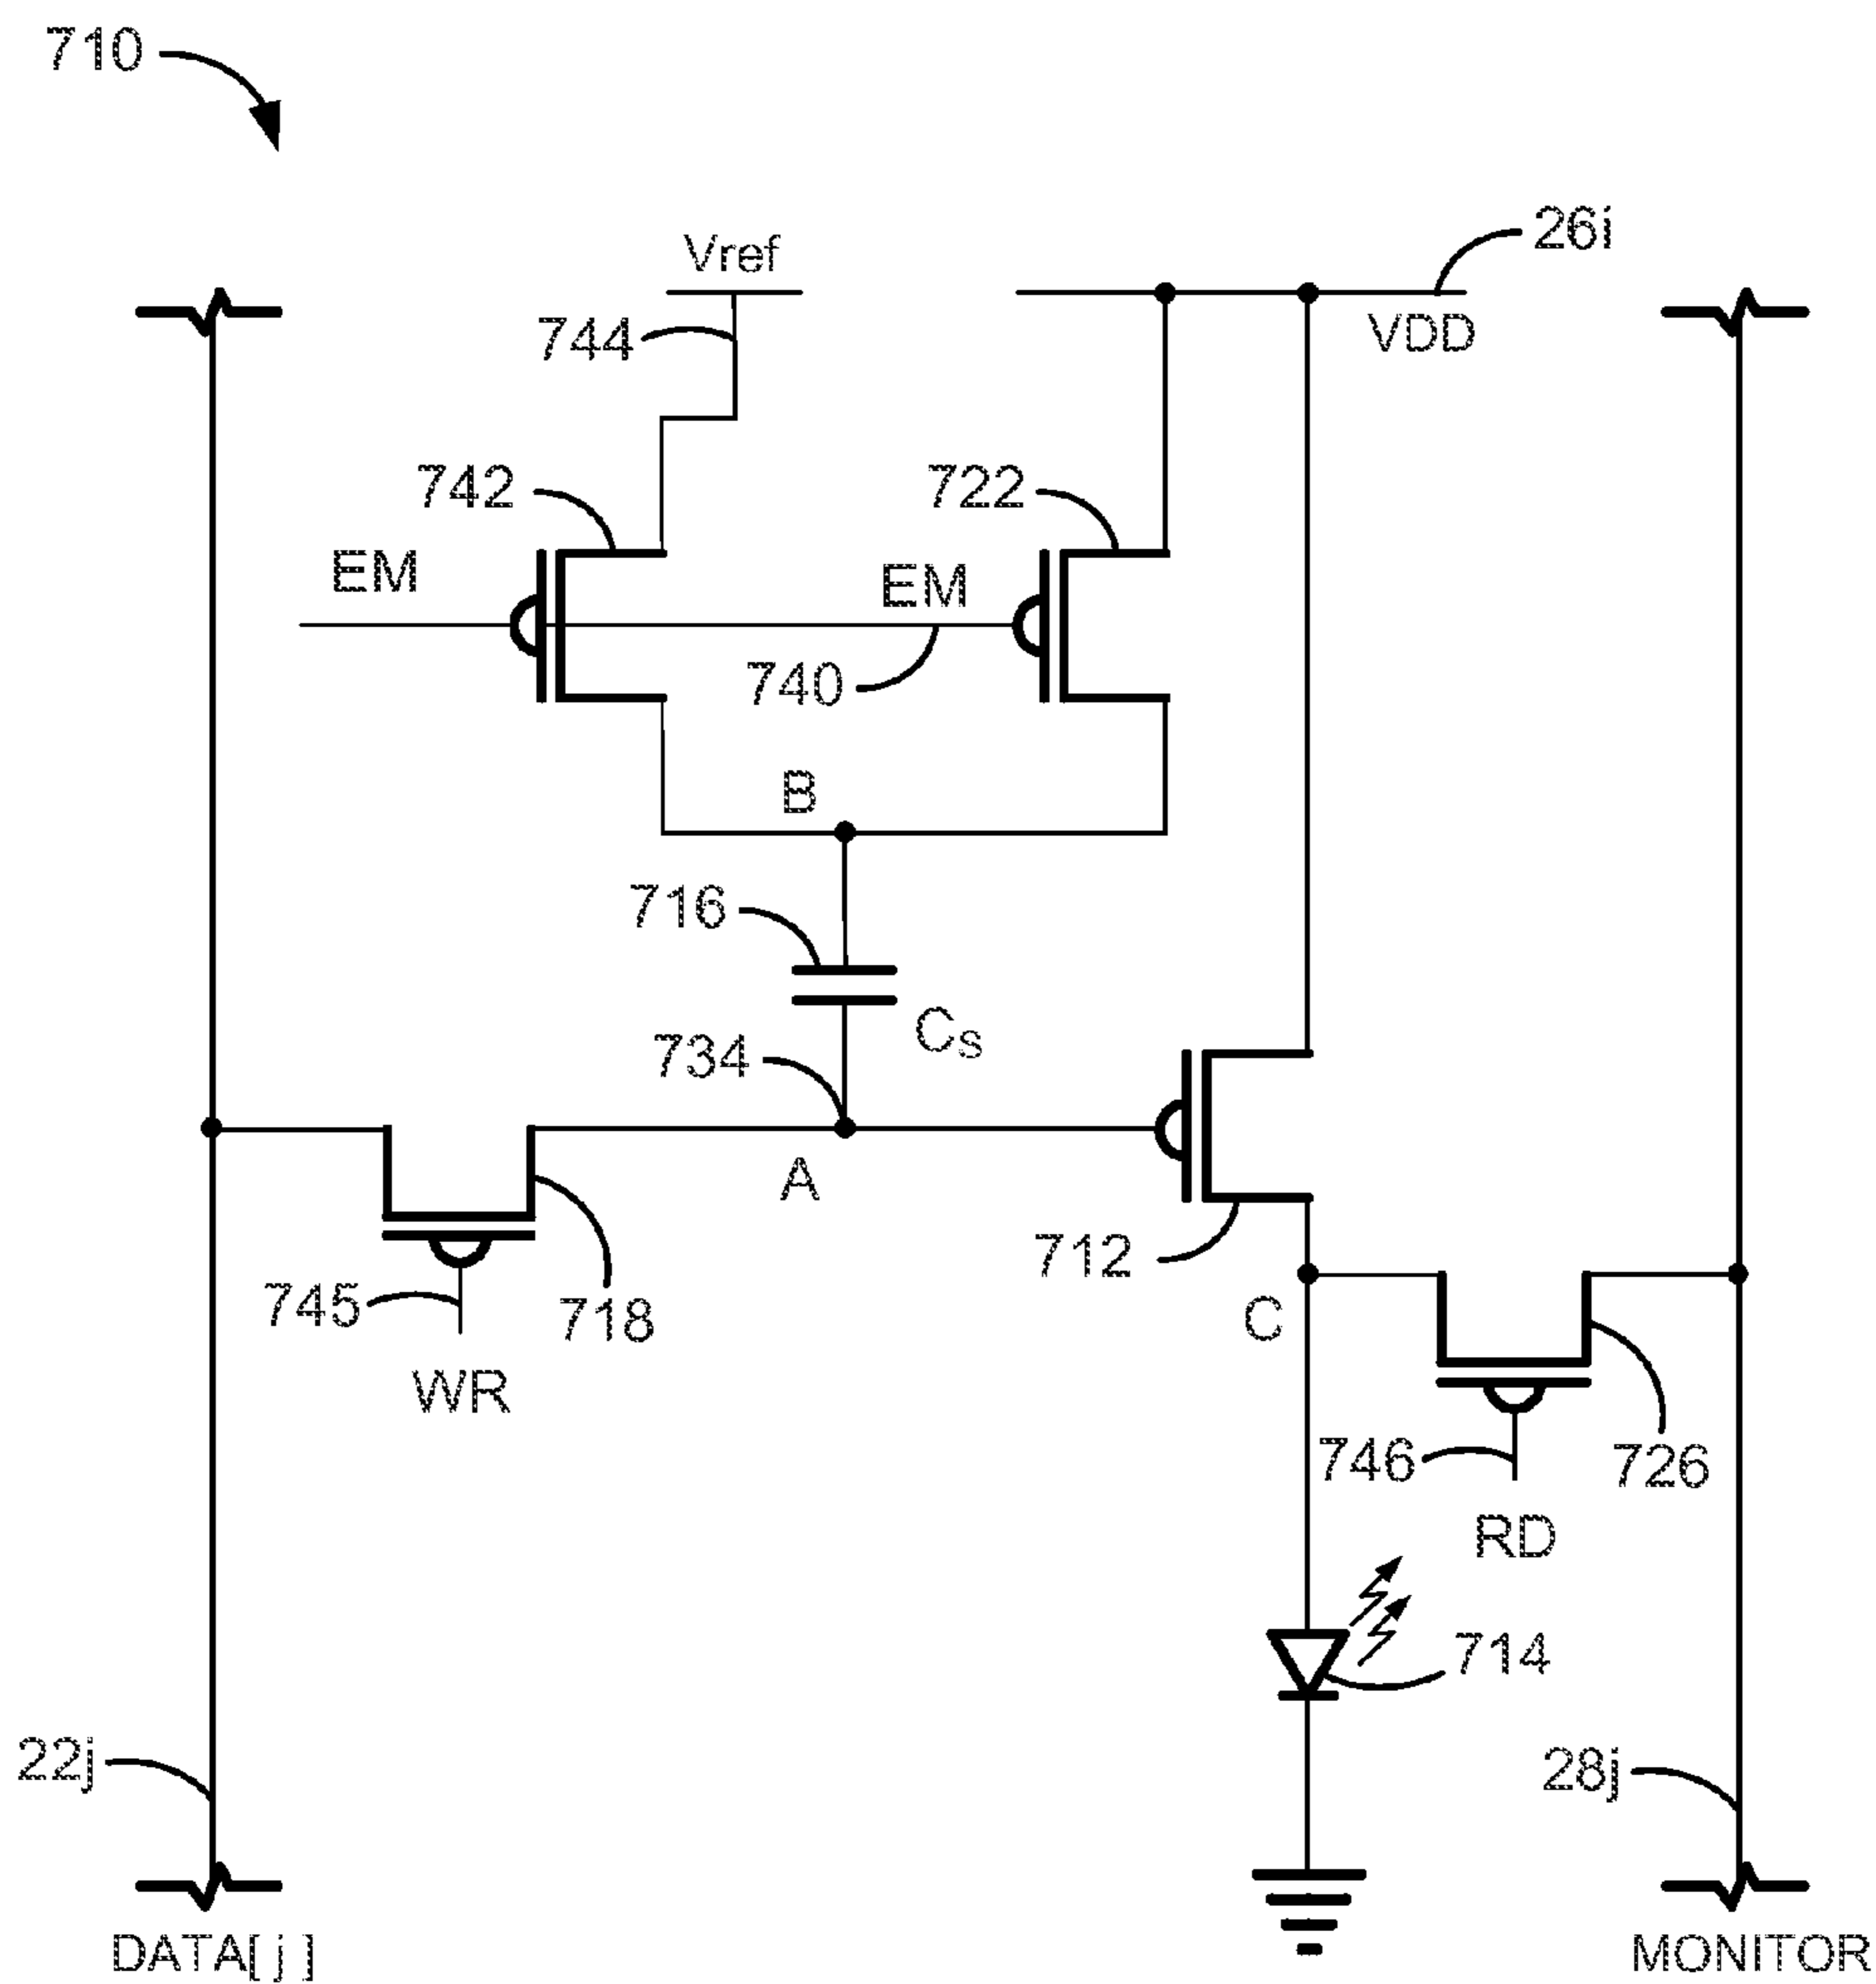 710
26i
Vref
VDD
744
742
722
EM
EM
740
B
716
Cs
734
A
712
745
718
C
WR
746
726
RD
714
22j
28j
DATA[ j ]
MONITOR